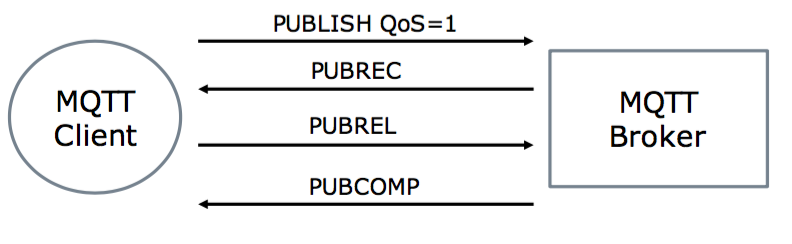 PUBLISH QoS=1
PUBREC
MQTT
Client
MQTT
Broker
PUBREL
PUBCOMP